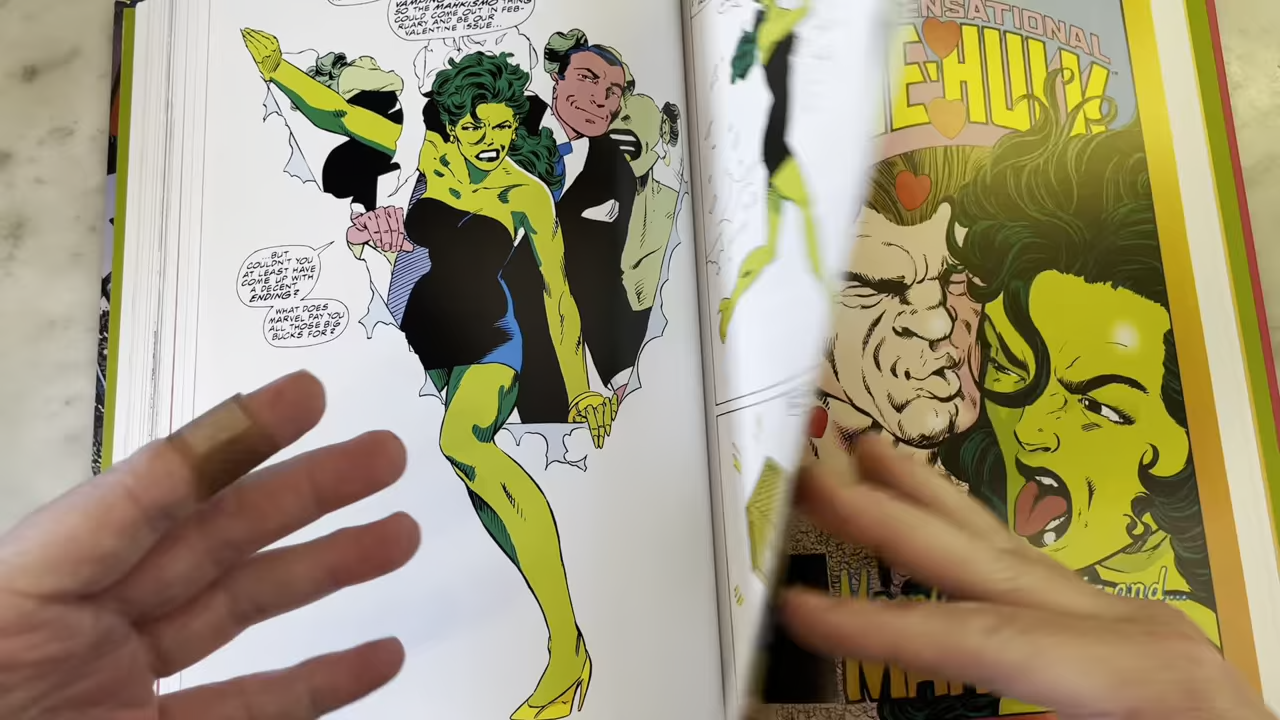 VAMPING
SO THE MAHKISMO THING
COULD COME OUT IN FEB-
RUARY AND BE OUR
VALENTINE ISSUE...
...BUT
COULDN'T YOU
AT LEAST HAVE
COME UP WITH
A DECENT
ENDING?
WHAT DOES
MARVEL PAY YOU
ALL THOSE BIG
BUCKS FOR?
ENSATIONAL
E-HULK
and...